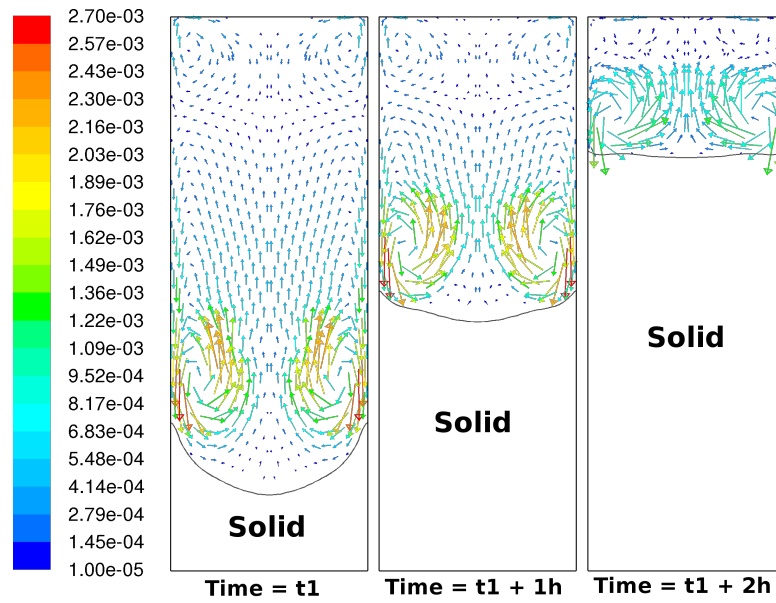 2.70e-03
2.57e-03
2.43e-03
2.30e-03
2.16e-03
2.03e-03
1.89e-03
1.76e-03
1.62e-03
1.49e-03
1.36e-03
1.22e-03
1.09e-03
9.52e-04
8.17e-04
6.83e-04
5.48e-04
4.14e-04
2.79e-04
1.45e-04
1.00e-05
Solid
Time = t1
Solid
Time = t1 + 1h
Solid
Time = t1 + 2h